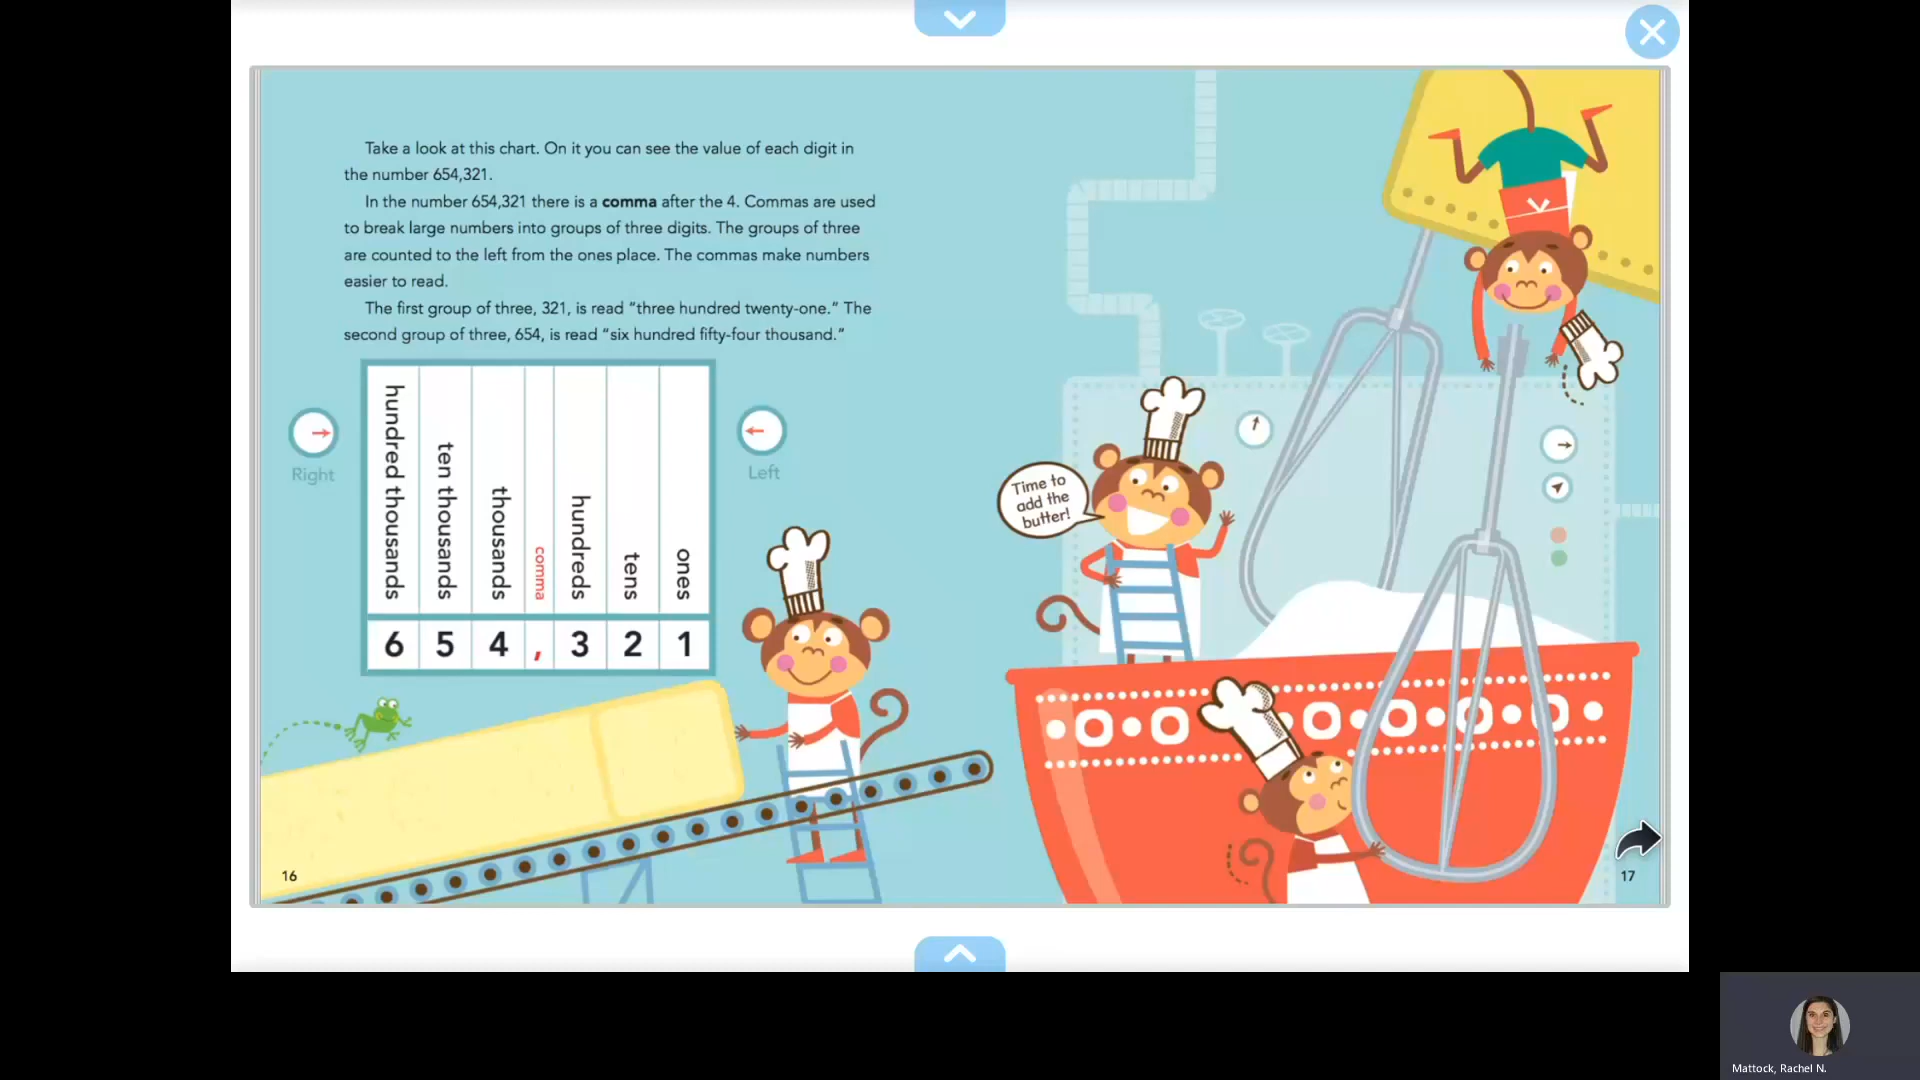 Take a look at this chart. On it you can see the value of each digit in
the number 654,321.
In the number 654,321 there is a comma after the 4. Commas are used
to break large numbers into groups of three digits. The groups of three
are counted to the left from the ones place. The commas make numbers
easier to read.
The first group of three, 321, is read “three hundred twenty-one.” The
second group of three, 654, is read “six hundred fifty-four thousand.”
Right
hundred thousands
ten thousands
thousands
comma
hundreds
tens
ones
Left
6 5 4 , 3 2 1
Time to
add the
butter!
16
17
Mattock, Rachel N.